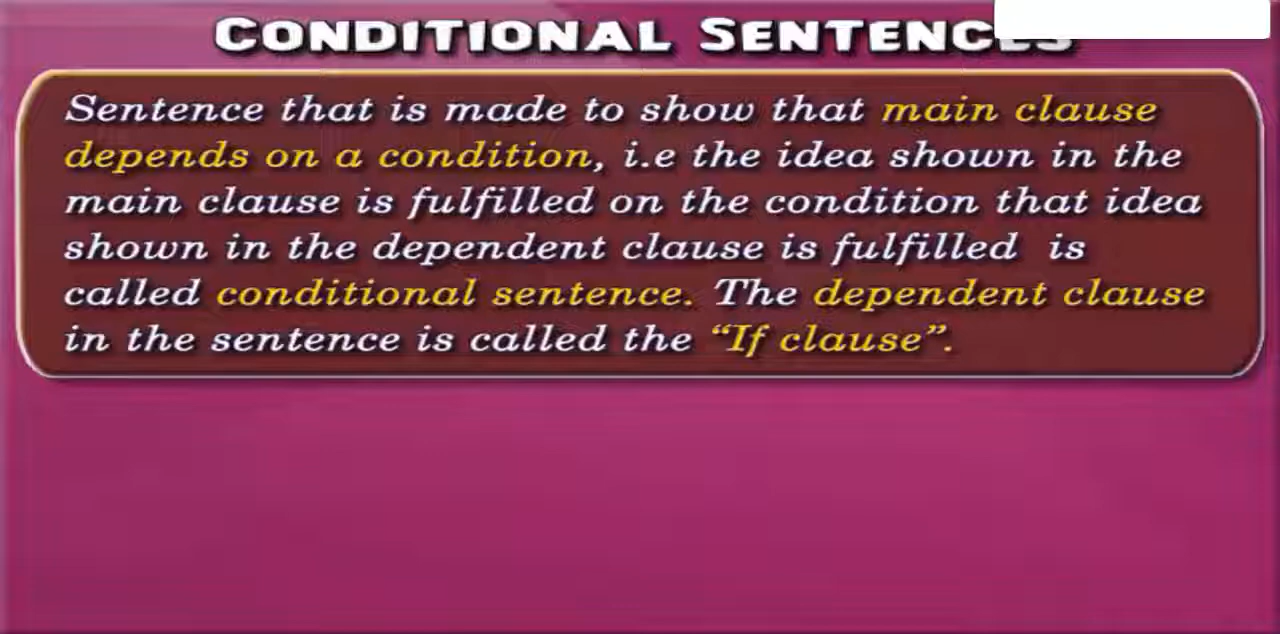 CONDITIONAL SENTENCES
Sentence that is made to show that main clause
depends on a condition, i.e the idea shown in the
main clause is fulfilled on the condition that idea
shown in the dependent clause is fulfilled is
called conditional sentence. The dependent clause
in the sentence is called the “If clause”.